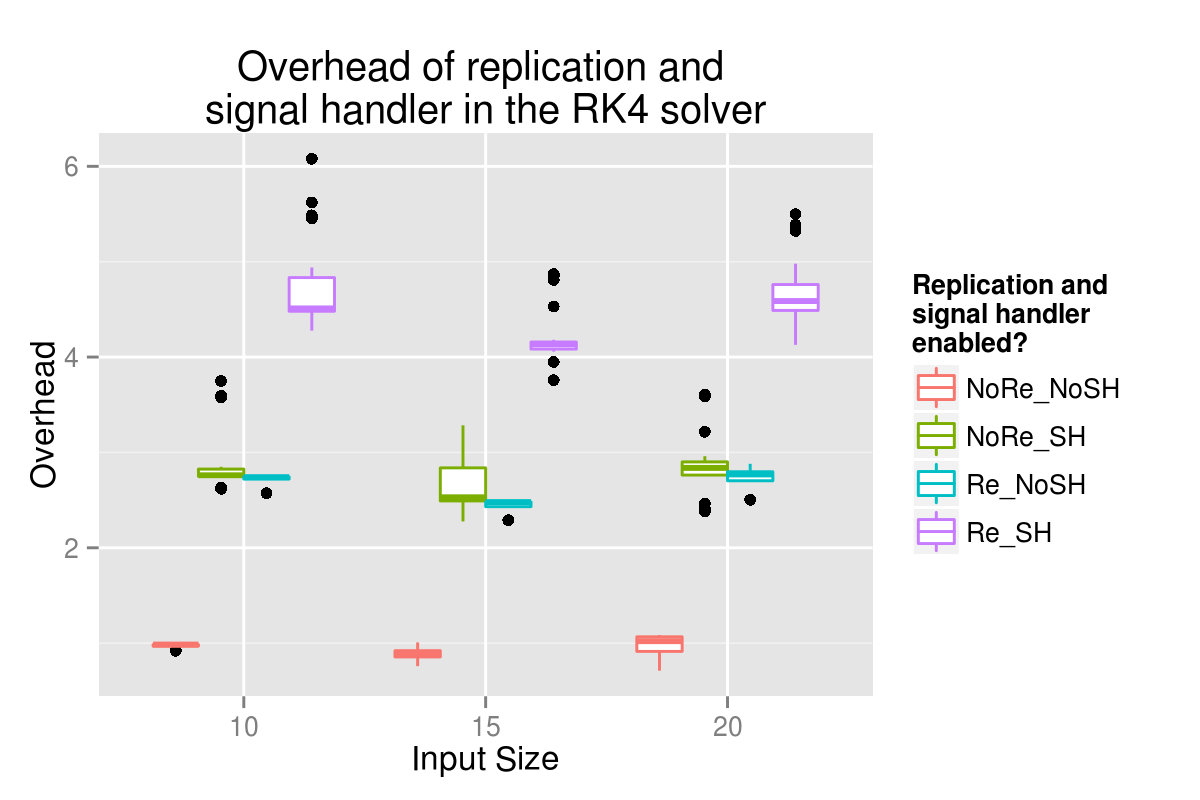 Overhead of replication and
signal handler in the RK4 solver
6
4
2
Overhead
10
15
20
Input Size
Replication and
signal handler
enabled?
NoRe_NoSH
NoRe_SH
Re_NoSH
Re_SH